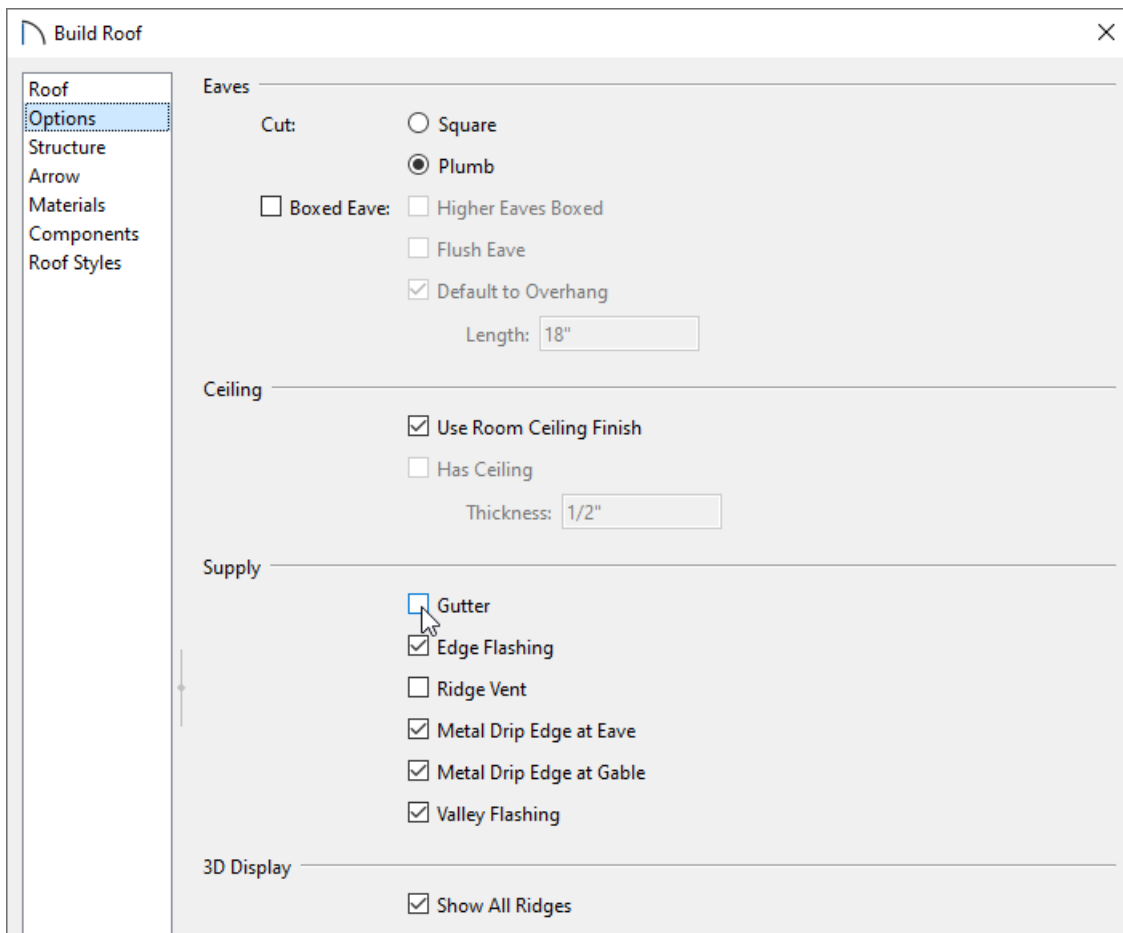 Build Roof
Roof
Options
Structure
Arrow
Materials
Components
Roof Styles
Eaves
Cut: Square
Plumb
Boxed Eave: Higher Eaves Boxed
Flush Eave
Default to Overhang
Length: 18"
Ceiling
Use Room Ceiling Finish
Has Ceiling
Thickness: 1/2"
Supply
Gutter
Edge Flashing
Ridge Vent
Metal Drip Edge at Eave
Metal Drip Edge at Gable
Valley Flashing
3D Display
Show All Ridges